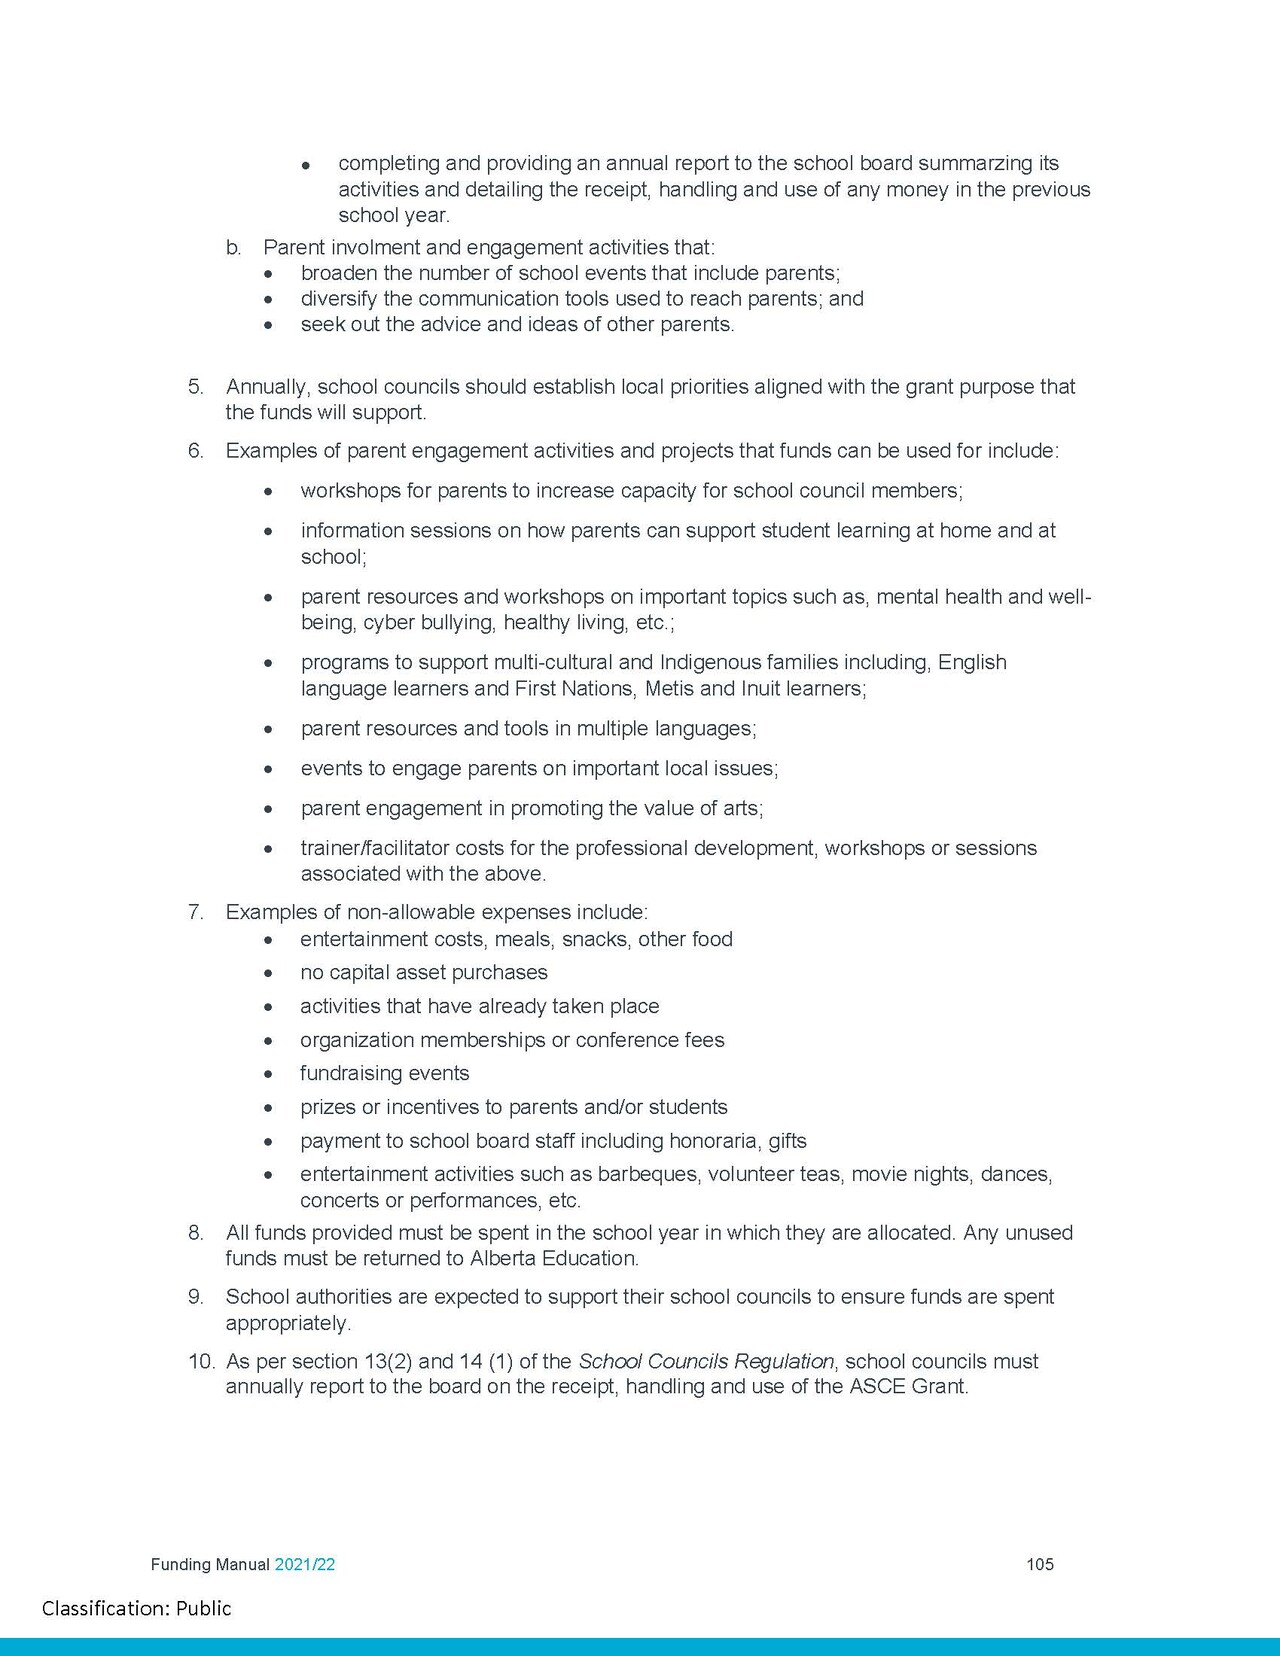 • completing and providing an annual report to the school board summarzing its
activities and detailing the receipt, handling and use of any money in the previous
school year.
b. Parent involment and engagement activities that:
• broaden the number of school events that include parents;
• diversify the communication tools used to reach parents; and
• seek out the advice and ideas of other parents.
5. Annually, school councils should establish local priorities aligned with the grant purpose that
the funds will support.
6. Examples of parent engagement activities and projects that funds can be used for include:
• workshops for parents to increase capacity for school council members;
• information sessions on how parents can support student learning at home and at
school;
• parent resources and workshops on important topics such as, mental health and well-
being, cyber bullying, healthy living, etc.;
• programs to support multi-cultural and Indigenous families including, English
language learners and First Nations, Metis and Inuit learners;
• parent resources and tools in multiple languages;
• events to engage parents on important local issues;
• parent engagement in promoting the value of arts;
• trainer/facilitator costs for the professional development, workshops or sessions
associated with the above.
7. Examples of non-allowable expenses include:
• entertainment costs, meals, snacks, other food
• no capital asset purchases
• activities that have already taken place
• organization memberships or conference fees
• fundraising events
• prizes or incentives to parents and/or students
• payment to school board staff including honoraria, gifts
• entertainment activities such as barbeques, volunteer teas, movie nights, dances,
concerts or performances, etc.
8. All funds provided must be spent in the school year in which they are allocated. Any unused
funds must be returned to Alberta Education.
9. School authorities are expected to support their school councils to ensure funds are spent
appropriately.
10. As per section 13(2) and 14 (1) of the School Councils Regulation, school councils must
annually report to the board on the receipt, handling and use of the ASCE Grant.
Funding Manual 2021/22 105
Classification: Public